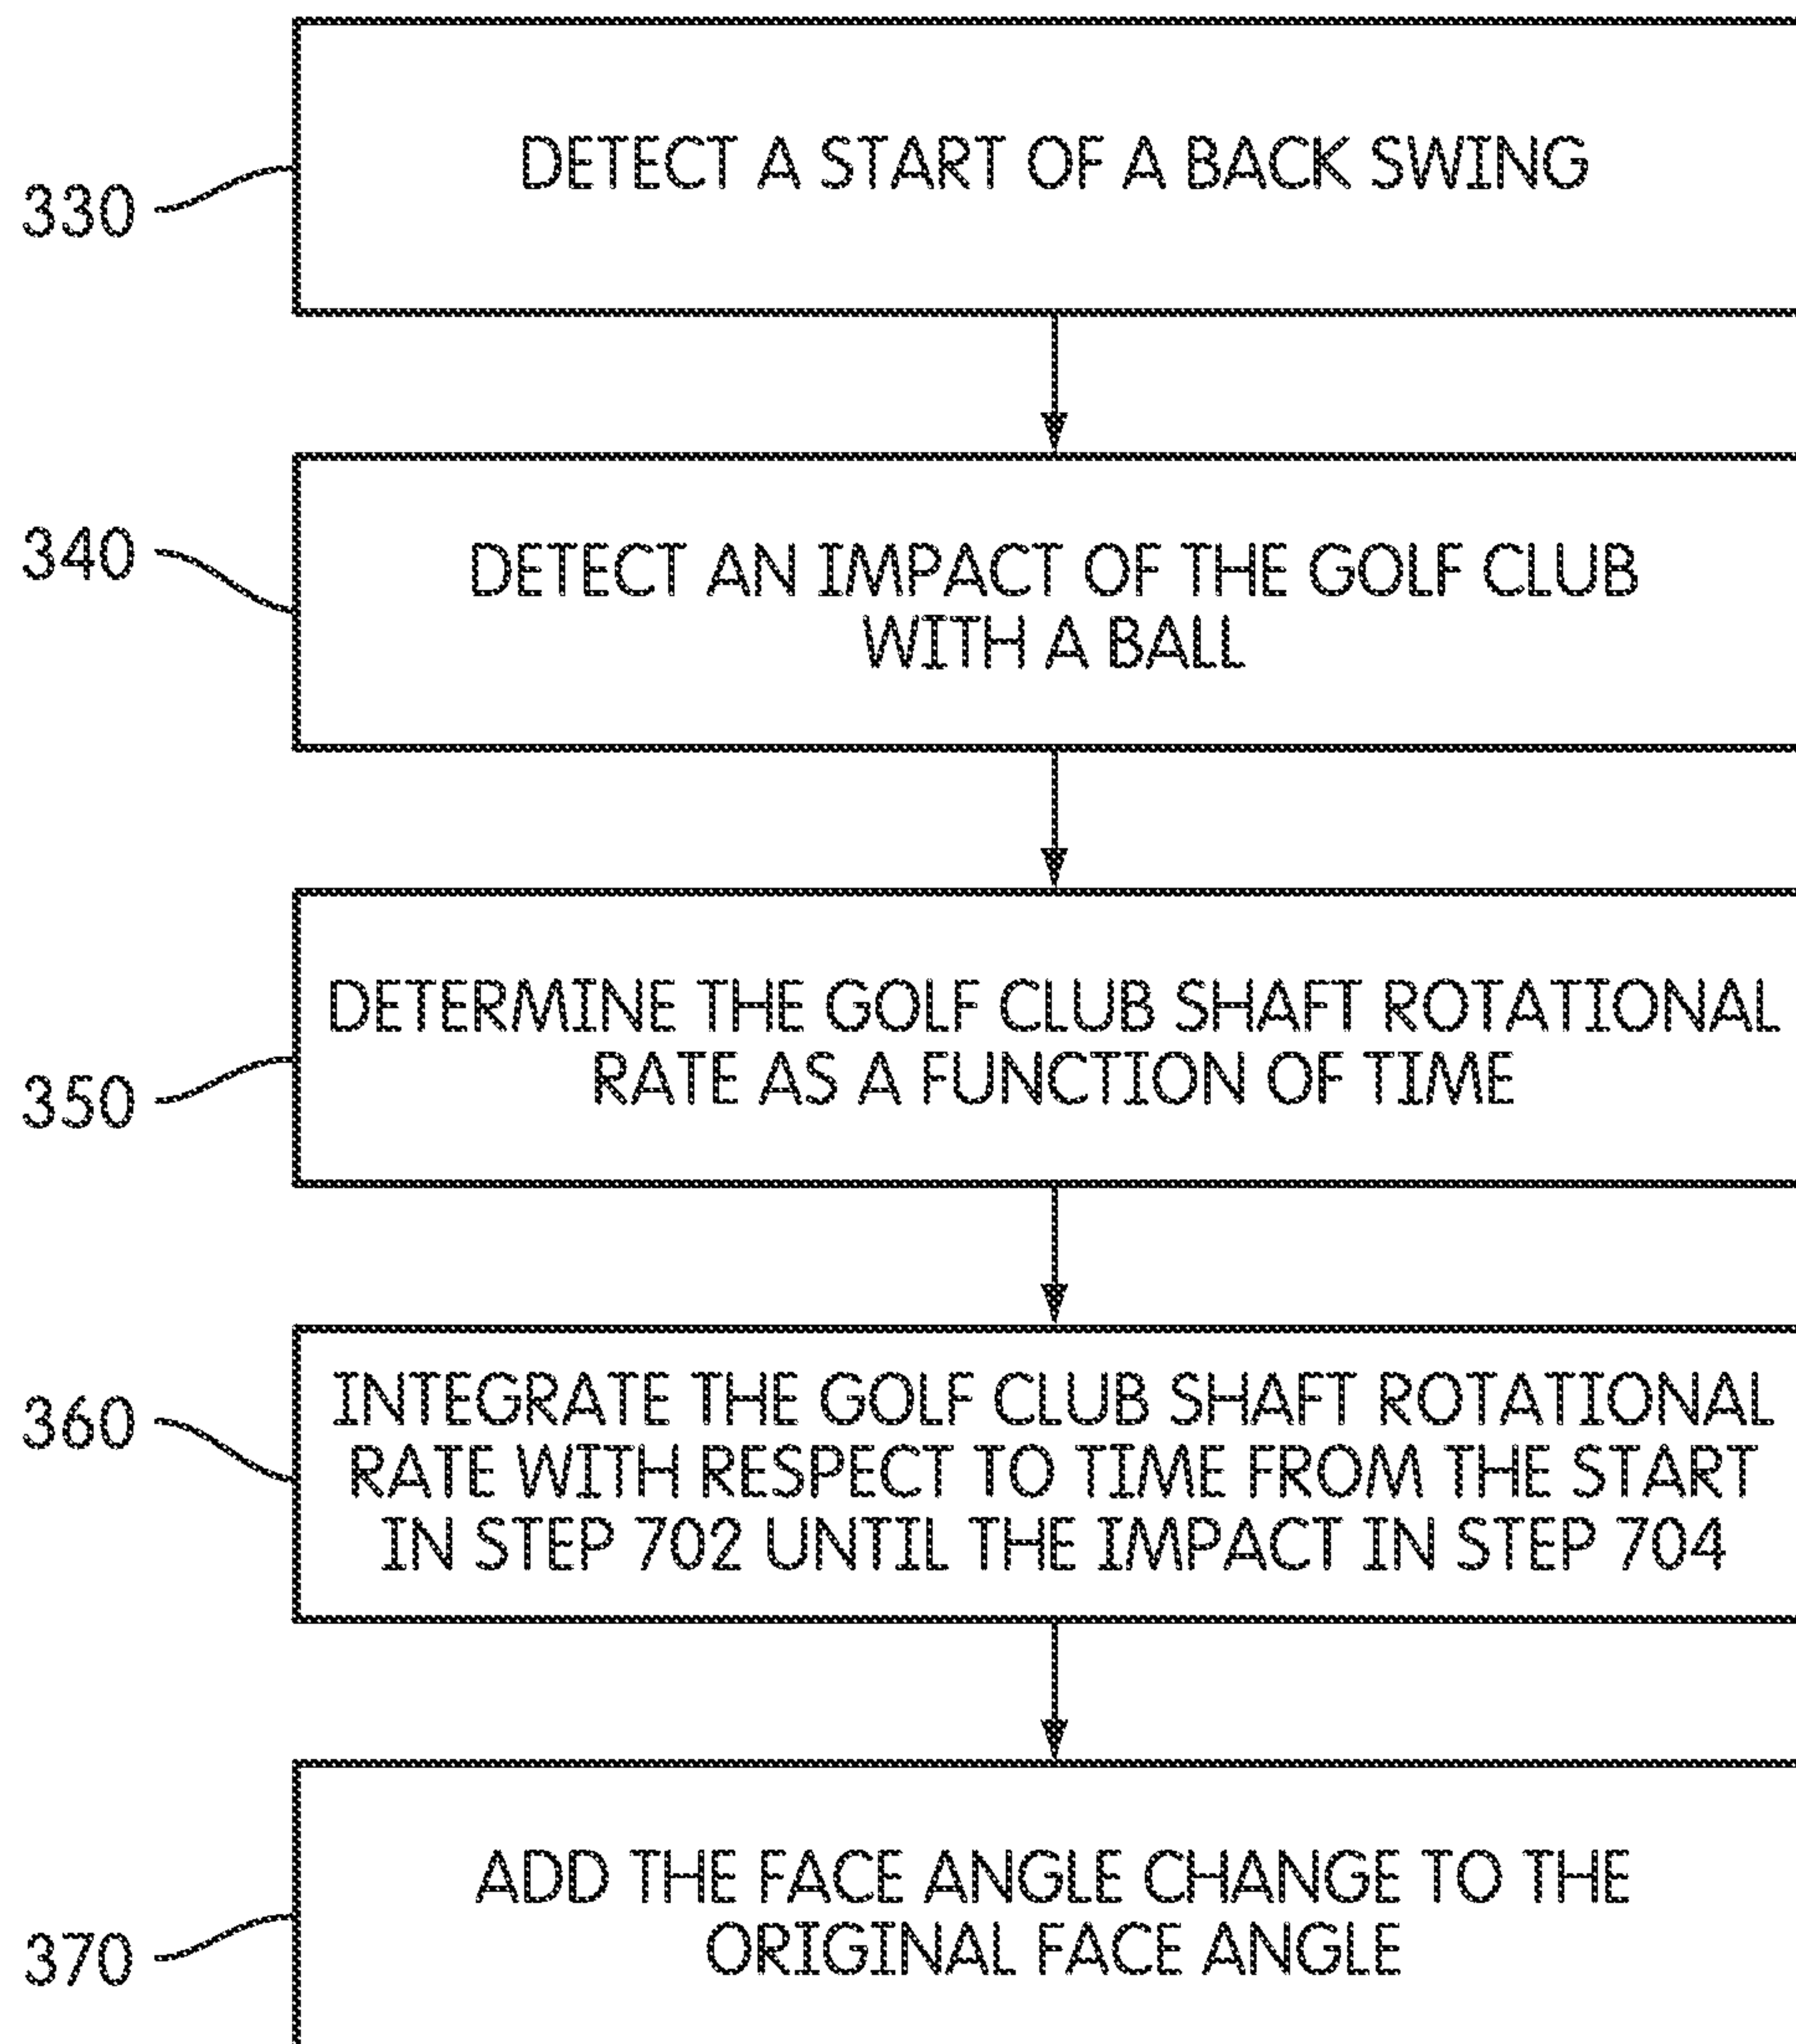 330
DETECT A START OF A BACK SWING
340
DETECT AN IMPACT OF THE GOLF CLUB
WITH A BALL
350
DETERMINE THE GOLF CLUB SHAFT ROTATIONAL
RATE AS A FUNCTION OF TIME
360
INTEGRATE THE GOLF CLUB SHAFT ROTATIONAL
RATE WITH RESPECT TO TIME FROM THE START
IN STEP 702 UNTIL THE IMPACT IN STEP 704
370
ADD THE FACE ANGLE CHANGE TO THE
ORIGINAL FACE ANGLE